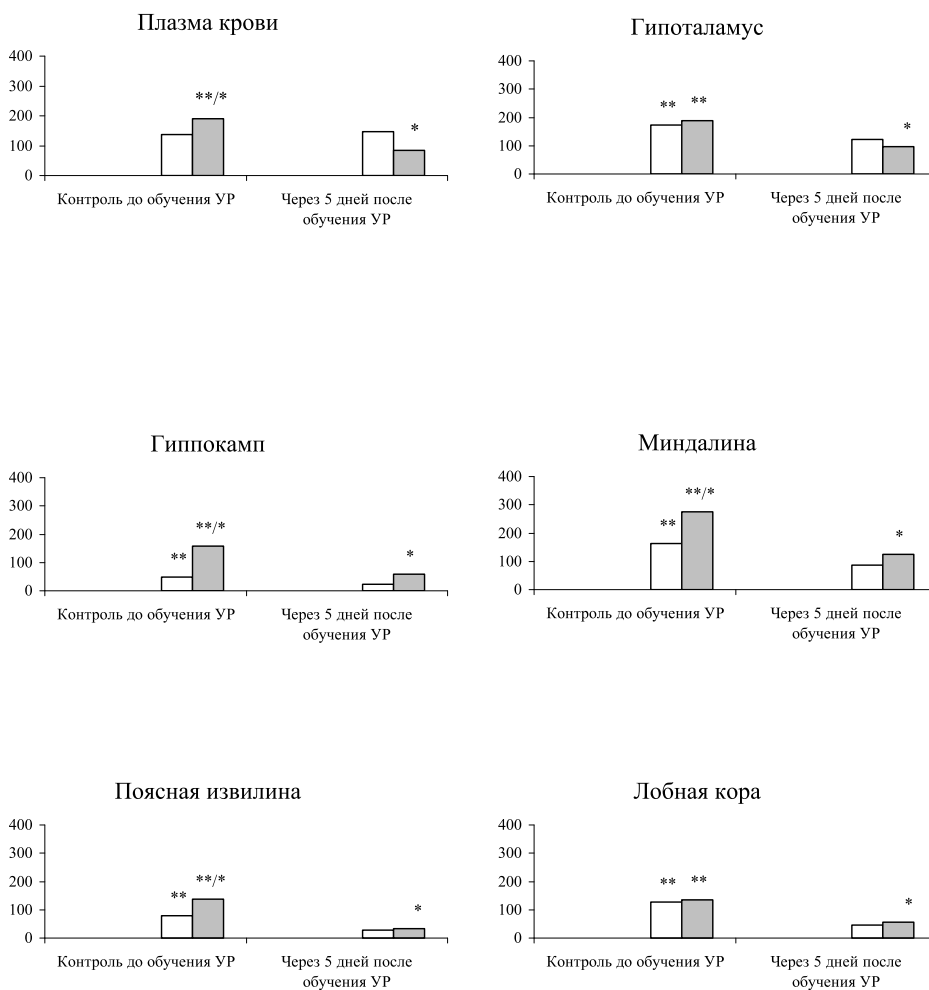 Плазма крови
400
300
200
100
0
**/*
*
Контроль до обучения УР
Через 5 дней после
обучения УР
Гипоталамус
400
300
200
100
0
**
**
*
Контроль до обучения УР
Через 5 дней после
обучения УР
Гиппокамп
400
300
200
100
0
**
**/*
*
Контроль до обучения УР
Через 5 дней после
обучения УР
Миндалина
400
300
200
100
0
**
**/*
*
Контроль до обучения УР
Через 5 дней после
обучения УР
Поясная извилина
400
300
200
100
0
**
**/*
*
Контроль до обучения УР
Через 5 дней после
обучения УР
Лобная кора
400
300
200
100
0
**
**
*
Контроль до обучения УР
Через 5 дней после
обучения УР